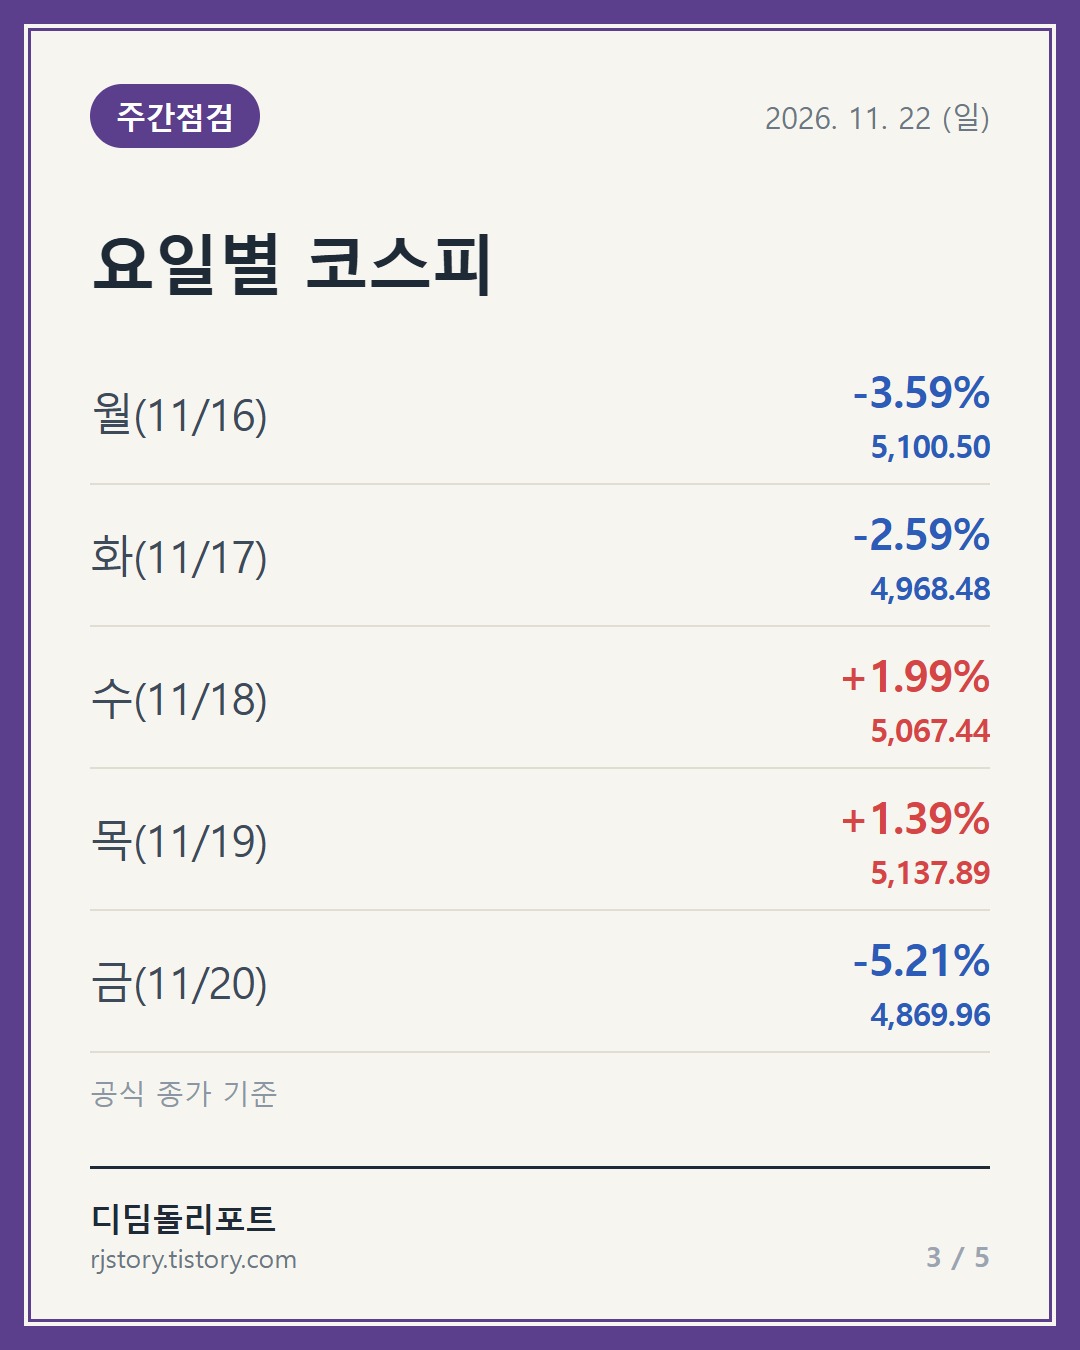 주간점검
2026. 11. 22 (일)
요일별 코스피
월(11/16)
-3.59%
5,100.50
화(11/17)
-2.59%
4,968.48
수(11/18)
+1.99%
5,067.44
목(11/19)
+1.39%
5,137.89
금(11/20)
-5.21%
4,869.96
공식 종가 기준
디딤돌리포트
rjstory.tistory.com
3 / 5